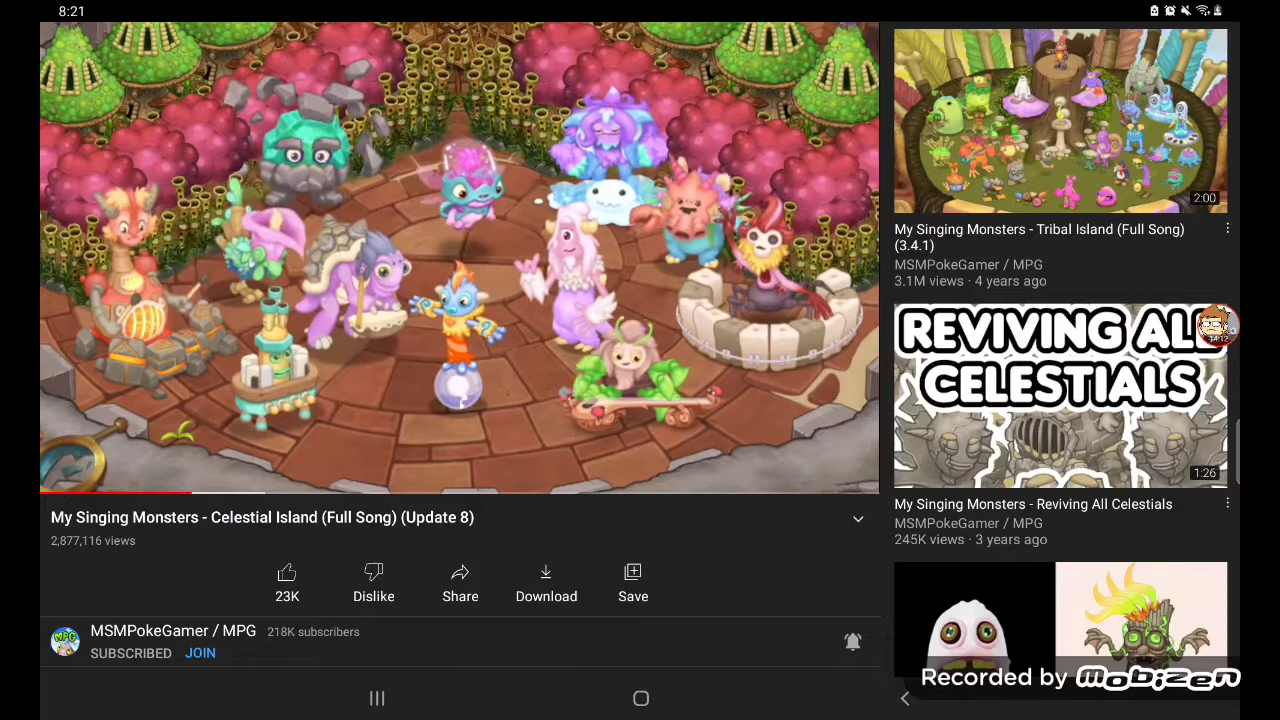 8:21
2:00
My Singing Monsters - Tribal Island (Full Song)
(3.4.1)
MSMPokeGamer / MPG
3.1M views · 4 years ago
REVIVING ALL
CELESTIALS
1:26
My Singing Monsters - Reviving All Celestials
MSMPokeGamer / MPG
245K views · 3 years ago
My Singing Monsters - Celestial Island (Full Song) (Update 8)
2,877,116 views
23K
Dislike
Share
Download
Save
MPG
MSMPokeGamer / MPG 218K subscribers
SUBSCRIBED JOIN
Recorded by mobizen